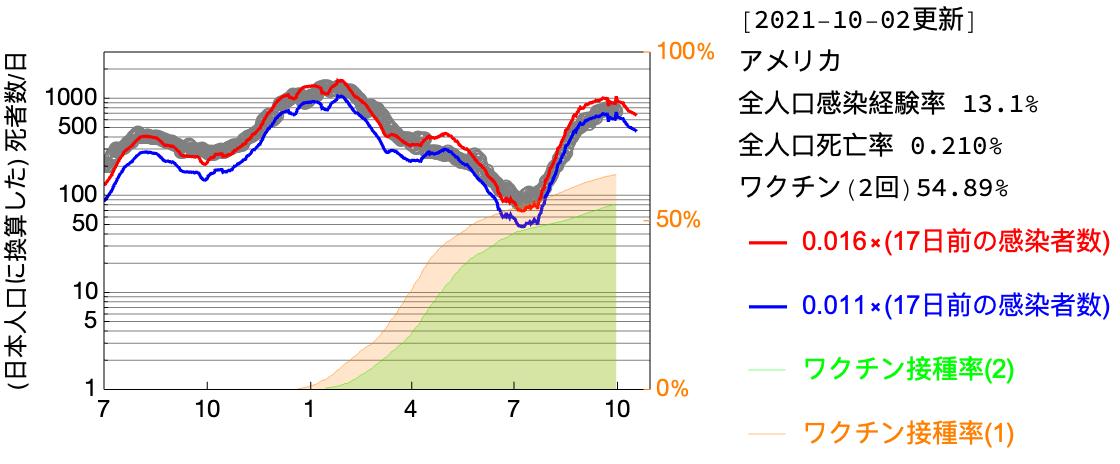 [2021-10-02更新]
アメリカ
全人口感染経験率 13.1%
全人口死亡率 0.210%
ワクチン(2回)54.89%
0.016×(17日前の感染者数)
0.011×(17日前の感染者数)
ワクチン接種率(2)
ワクチン接種率(1)
(日本人口に換算した) 死者数/日
1000
500
100
50
10
5
1
7 10 1 4 7 10
100%
50%
0%